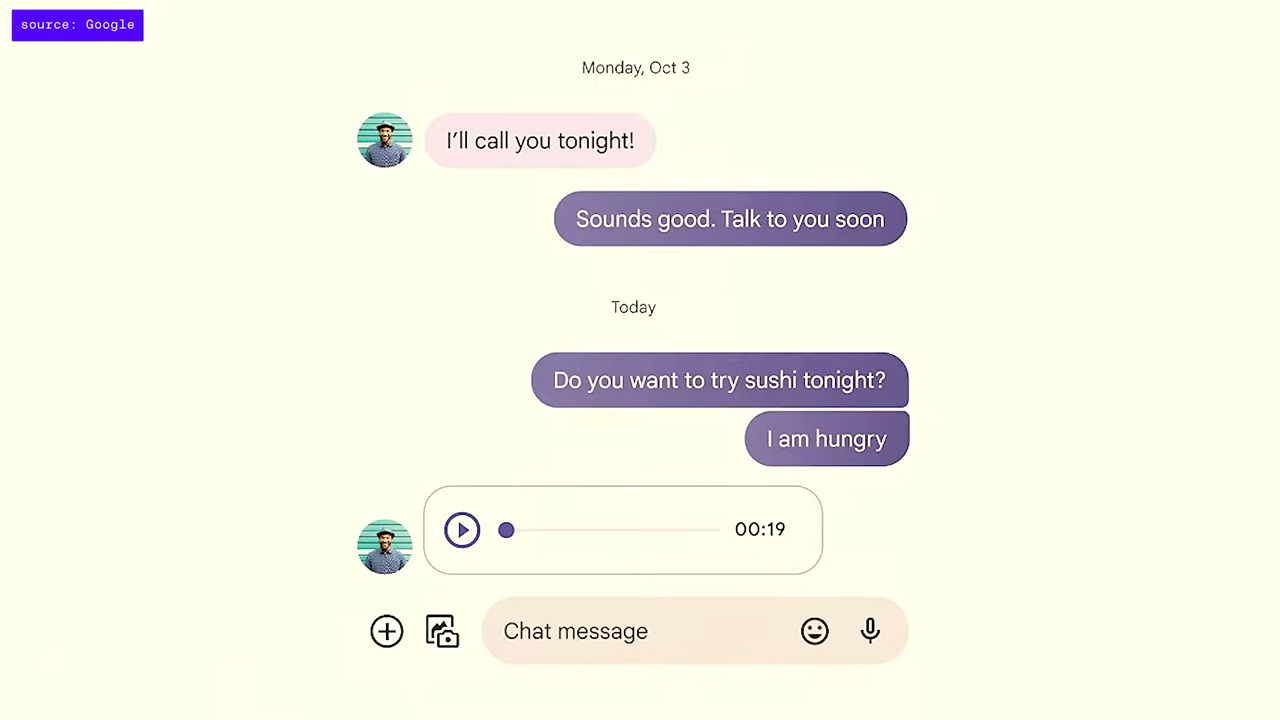 source: Google
Monday, Oct 3
I’ll call you tonight!
Sounds good. Talk to you soon
Today
Do you want to try sushi tonight?
I am hungry
00:19
Chat message